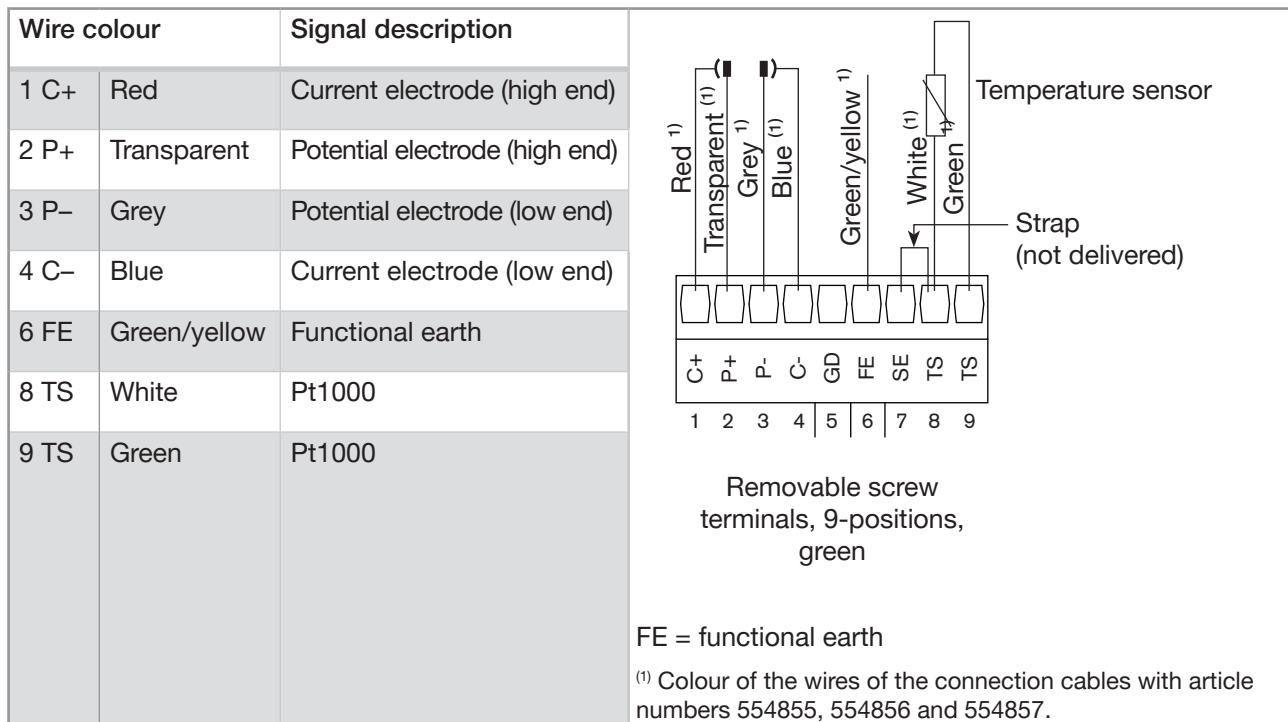 Wire colour Signal description
1 C+ Red Current electrode (high end)
2 P+ Transparent Potential electrode (high end)
3 P– Grey Potential electrode (low end)
4 C– Blue Current electrode (low end)
6 FE Green/yellow Functional earth
8 TS White Pt1000
9 TS Green Pt1000
Red 1)
Transparent (1)
Grey 1)
Blue (1)
Green/yellow 1)
White (1)
Green 1)
Temperature sensor
Strap
(not delivered)
C+ P+ P- C- GD FE SE TS TS
1 2 3 4 5 6 7 8 9
Removable screw
terminals, 9-positions,
green
FE = functional earth
(1) Colour of the wires of the connection cables with article
numbers 554855, 554856 and 554857.